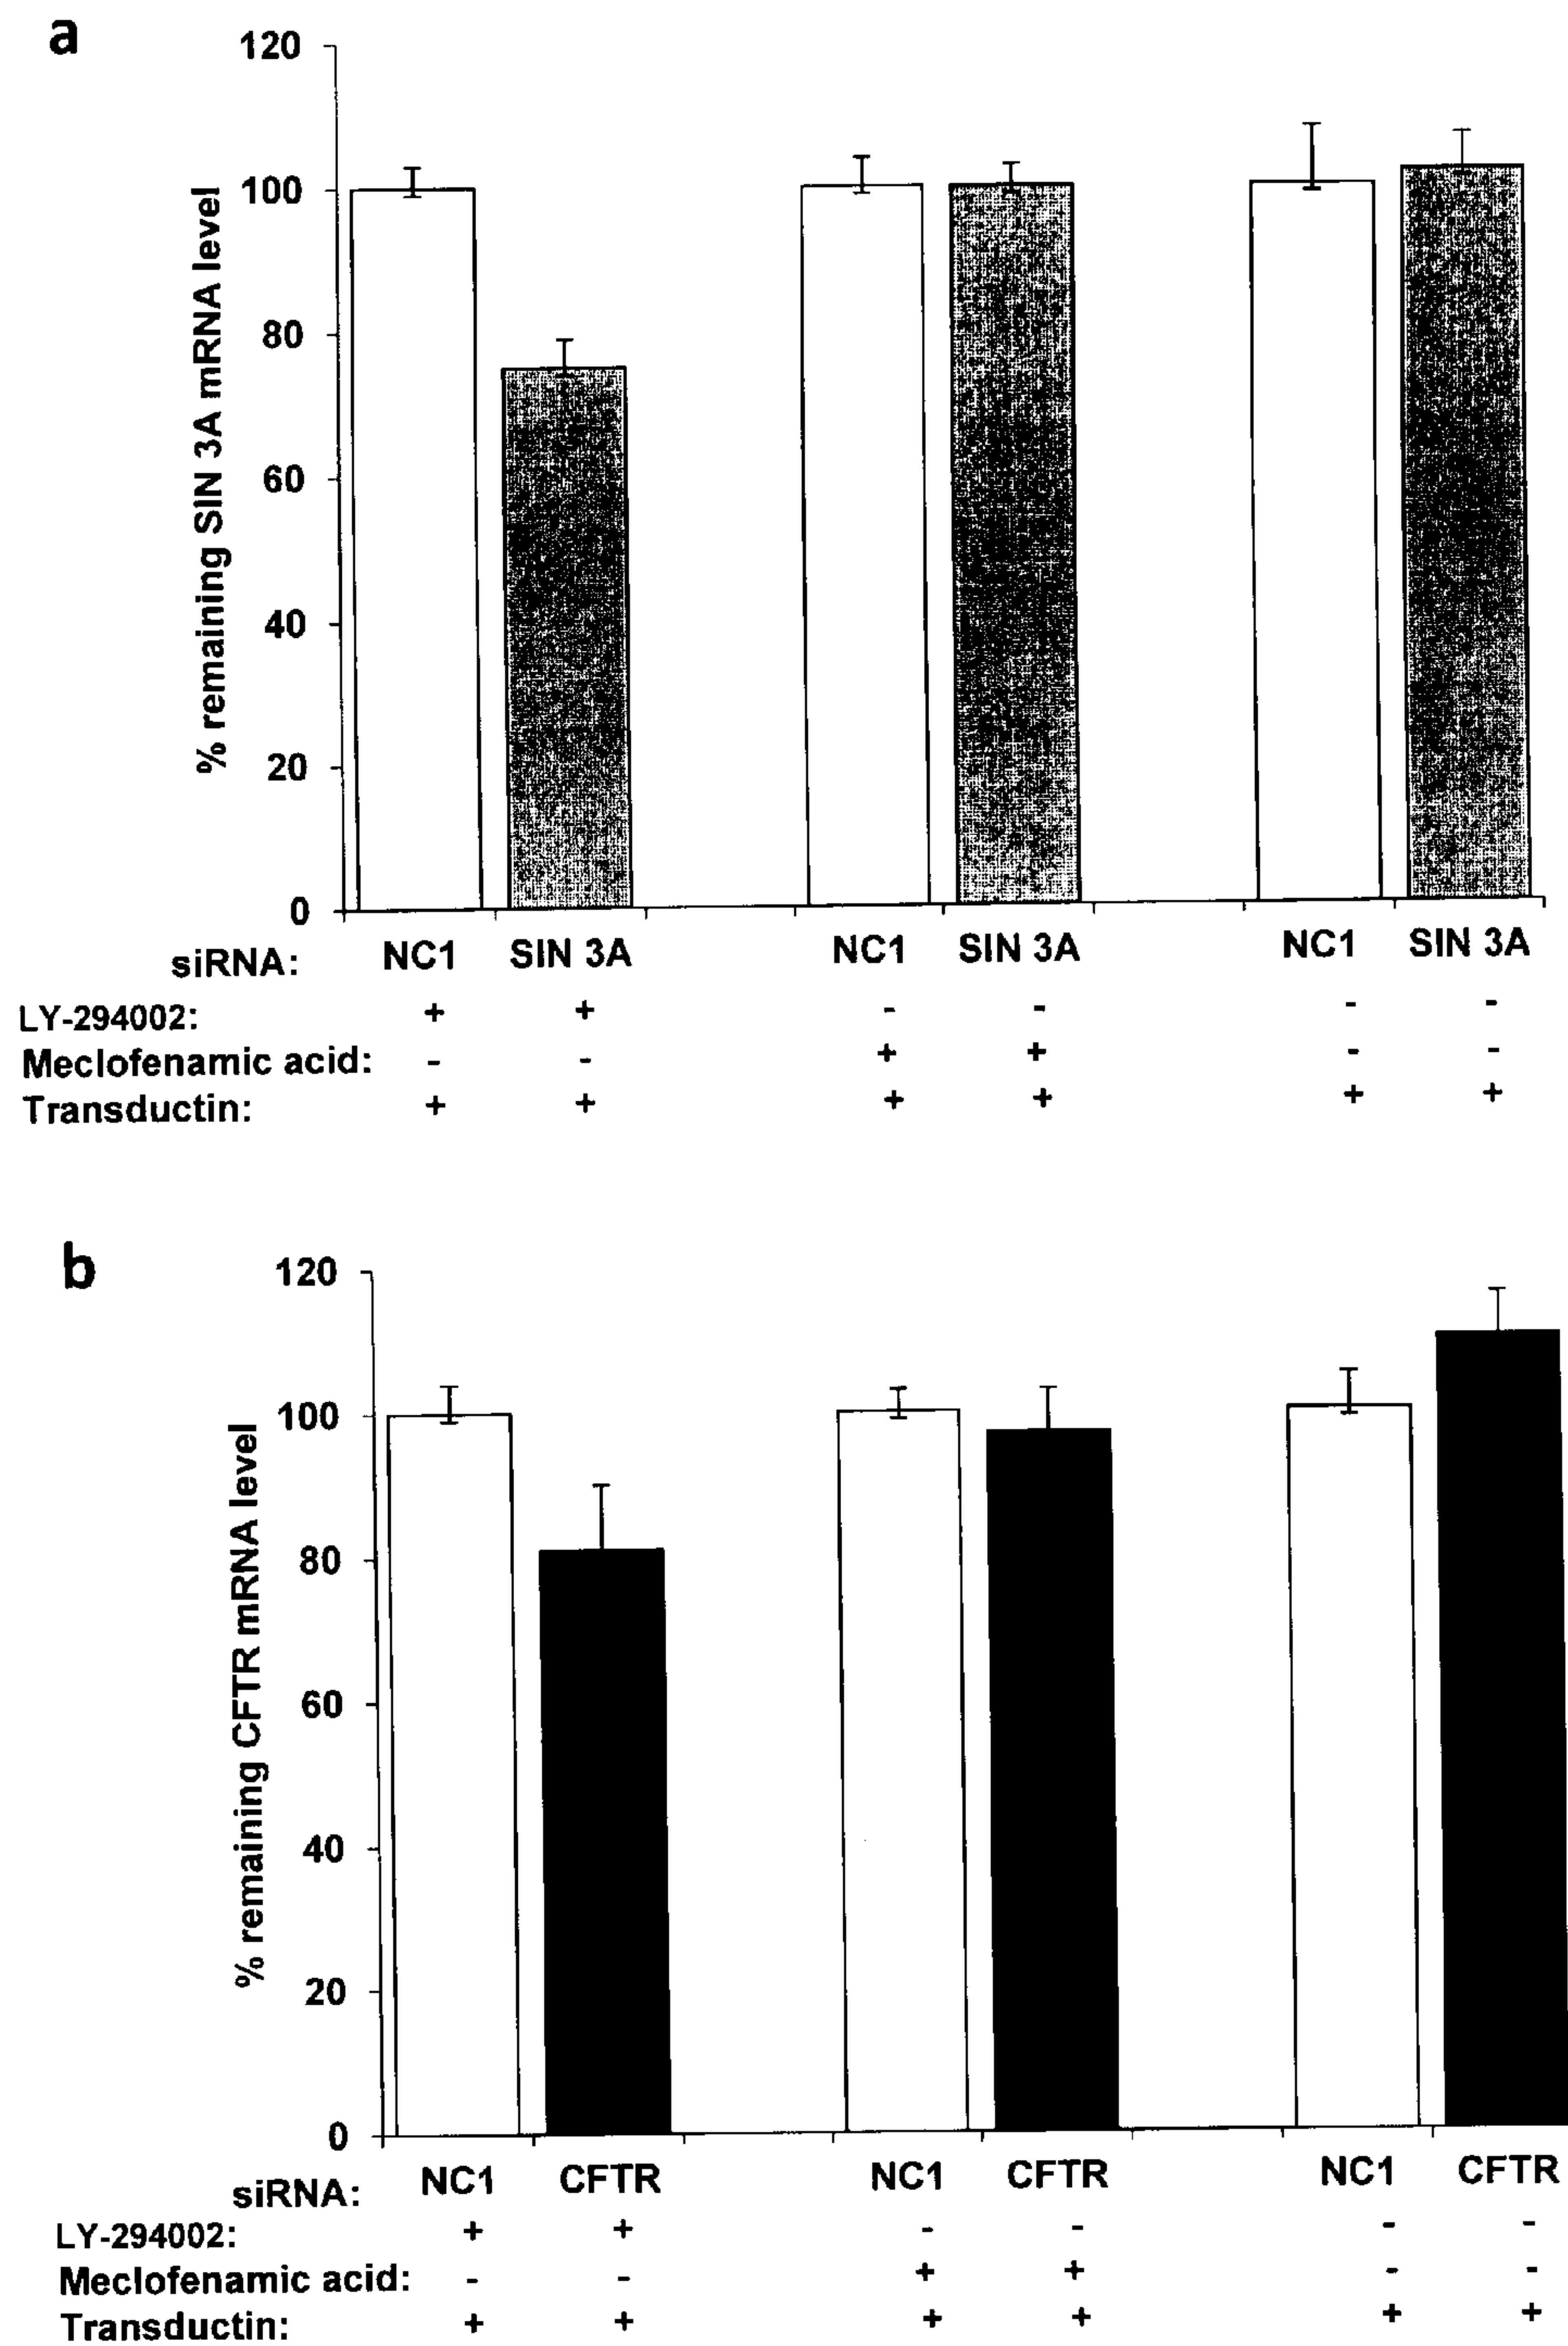 a
120
100
80
60
40
20
0
% remaining SIN 3A mRNA level
siRNA: NC1 SIN 3A NC1 SIN 3A NC1 SIN 3A
LY-294002: + + - - - -
Meclofenamic acid: - - + + - -
Transductin: + + + + + +
b
120
100
80
60
40
20
0
% remaining CFTR mRNA level
siRNA: NC1 CFTR NC1 CFTR NC1 CFTR
LY-294002: + + - - - -
Meclofenamic acid: - - + + - -
Transductin: + + + + + +